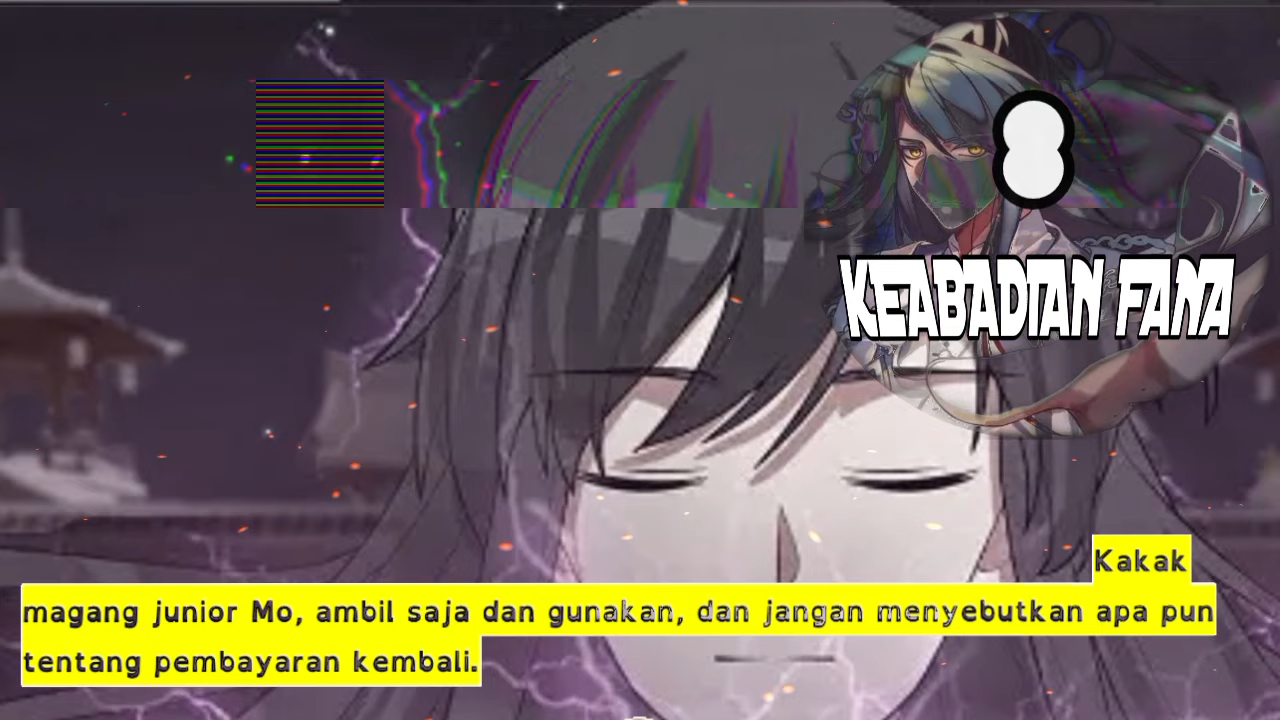 8
KEABADIAN FANA
Kakak
magang junior Mo, ambil saja dan gunakan, dan jangan menyebutkan apa pun
tentang pembayaran kembali.